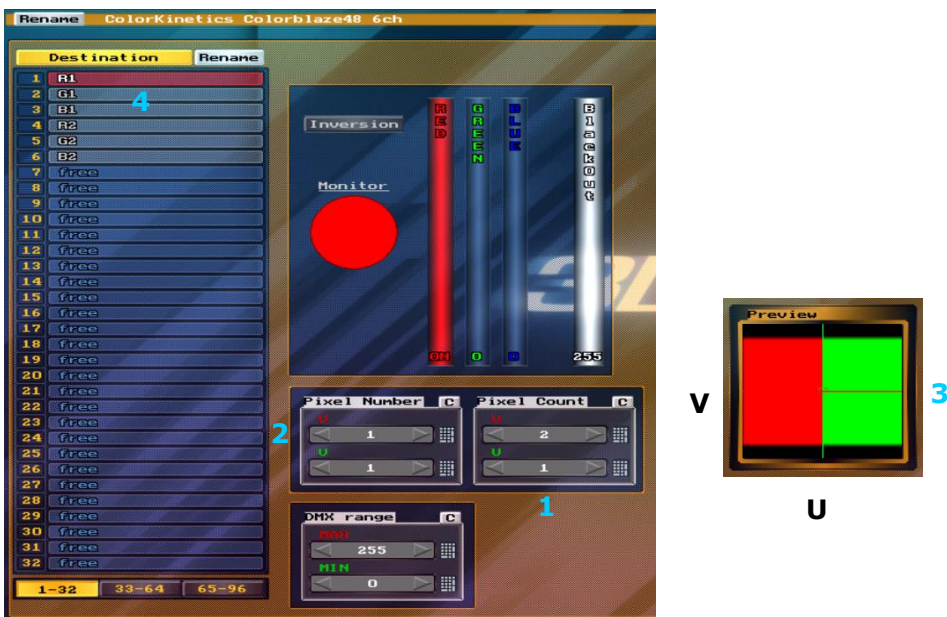 Rename ColorKinetics Colorblaze48 6ch
Destination Rename
1 R1
2 G1
3 B1
4 R2
5 G2
6 B2
7 free
8 free
9 free
10 free
11 free
12 free
13 free
14 free
15 free
16 free
17 free
18 free
19 free
20 free
21 free
22 free
23 free
24 free
25 free
26 free
27 free
28 free
29 free
30 free
31 free
32 free
1-32 33-64 65-96
4
Inversion
Monitor
RED
GREEN
BLUE
Blackout
ON 0 0 255
Pixel Number C
U
1
V
1
2
Pixel Count C
U
2
V
1
1
DMX range C
MAX
255
MIN
0
Preview
V
3
U